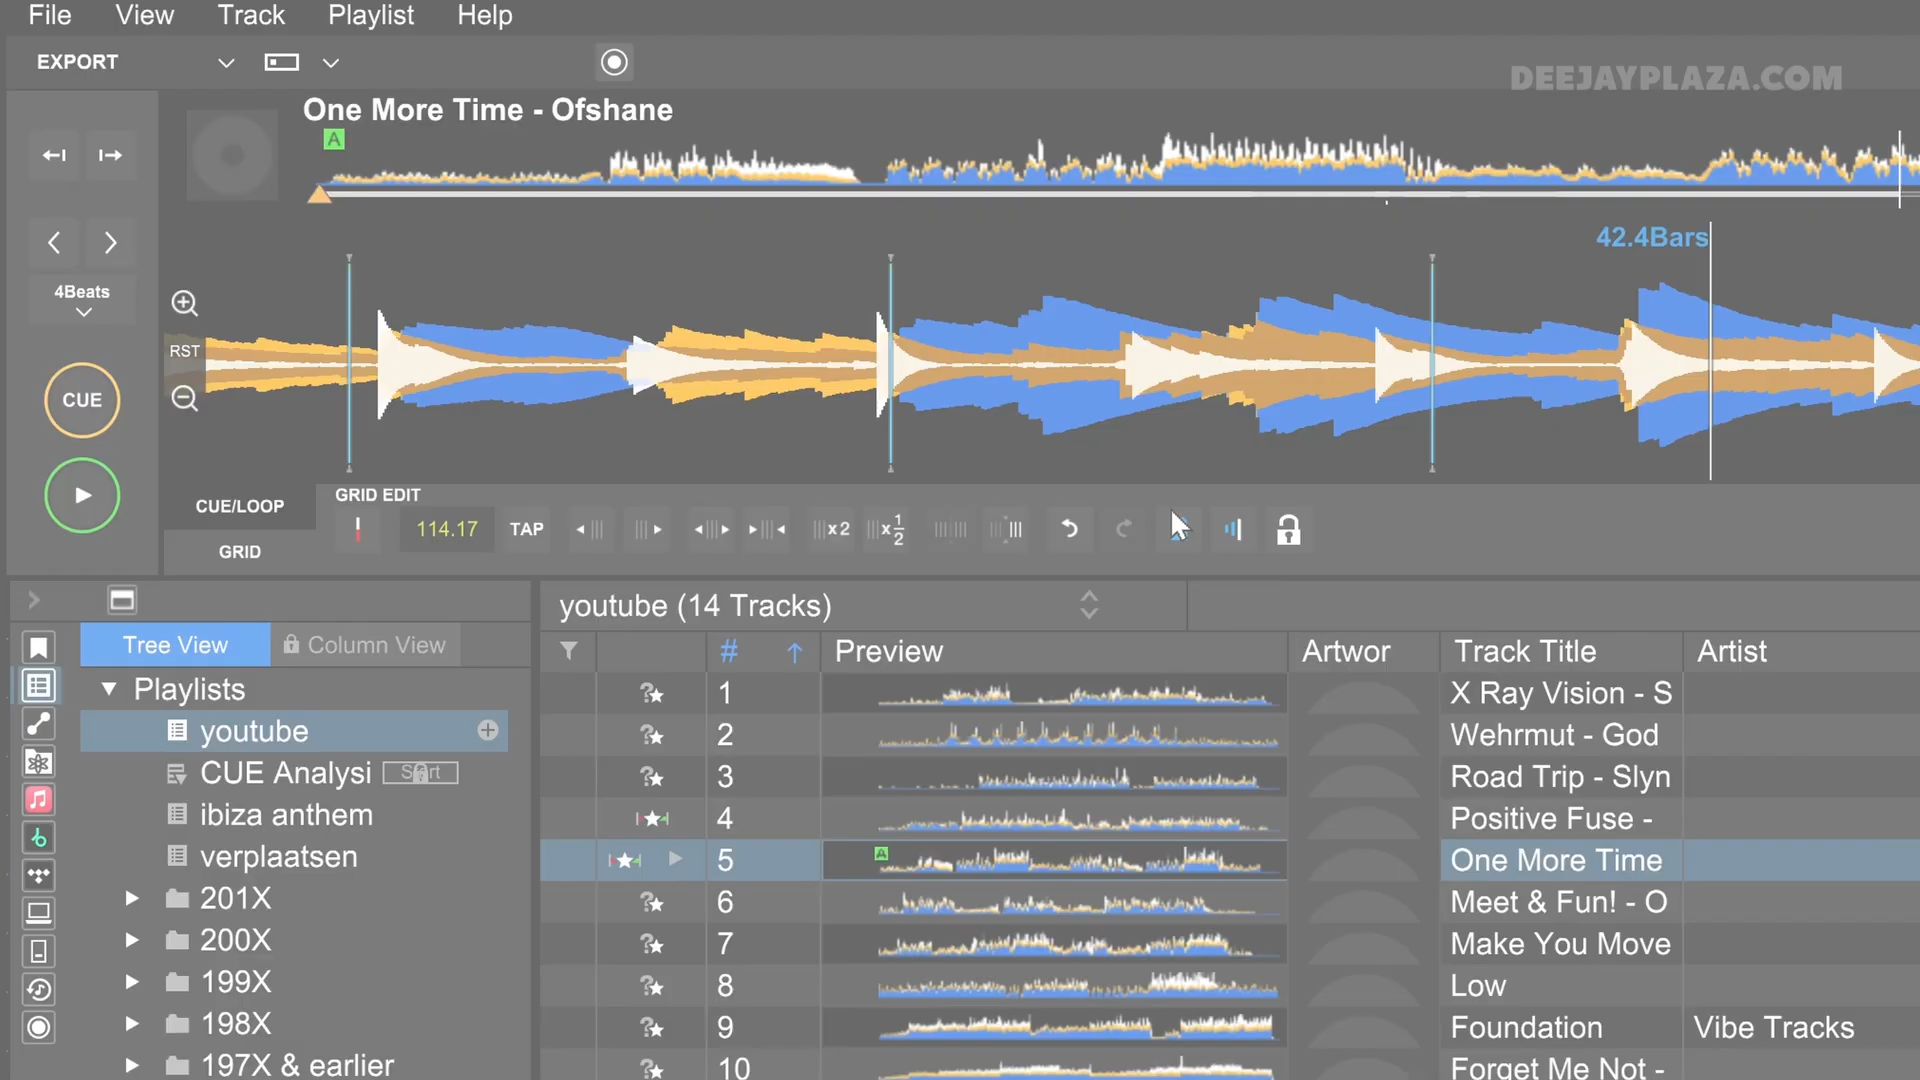 File View Track Playlist Help
EXPORT
DEEJAYPLAZA.COM
One More Time - Ofshane
A
42.4Bars
4Beats
RST
CUE
CUE/LOOP
GRID EDIT
114.17 TAP x2 x1/2
GRID
youtube (14 Tracks)
Tree View Column View
# Preview Artwor Track Title Artist
Playlists
youtube
CUE Analysi
ibiza anthem
verplaatsen
201X
200X
199X
198X
197X & earlier
1 X Ray Vision - S
2 Wehrmut - God
3 Road Trip - Slyn
4 Positive Fuse -
A
5 One More Time
6 Meet & Fun! - O
7 Make You Move
8 Low
9 Foundation Vibe Tracks
10 Forget Me Not -